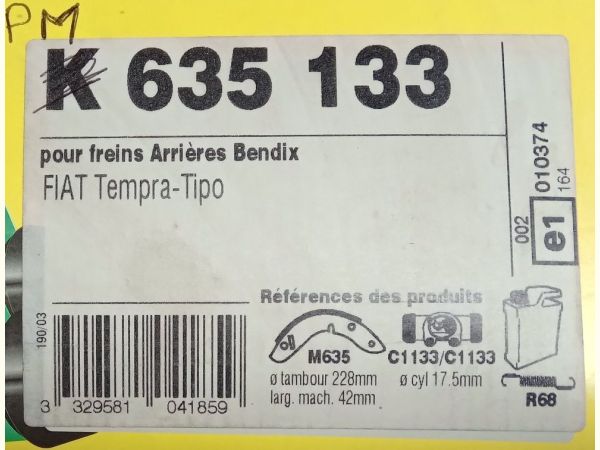 PM
K 635 133
pour freins Arrières Bendix
FIAT Tempra-Tipo
002
e1
010374
164
Références des produits
M635
C1133/C1133
ø tambour 228mm
larg. mach. 42mm
ø cyl 17.5mm
R68
190/03
3 329581 041859